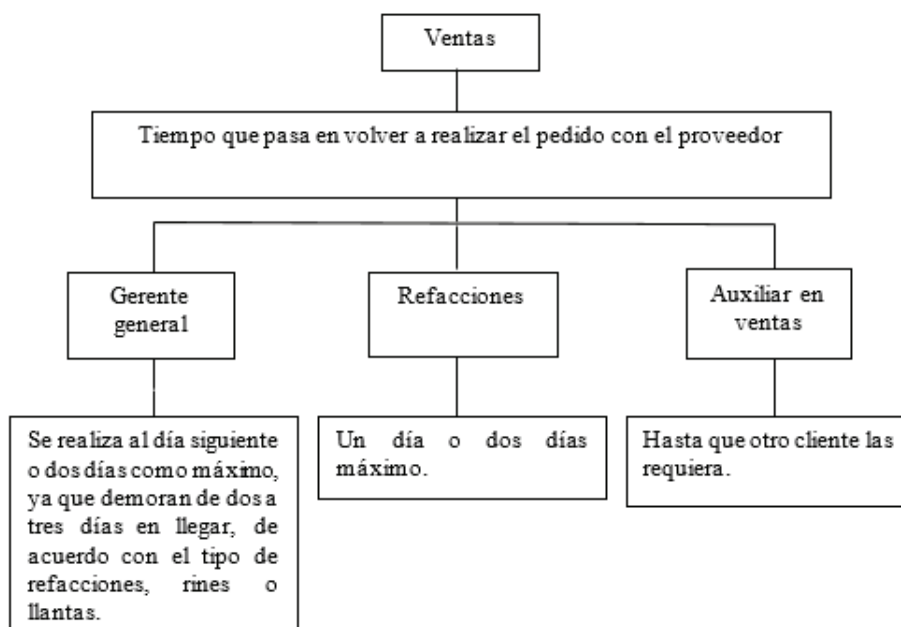 Ventas
Tiempo que pasa en volver a realizar el pedido con el proveedor
Gerente
general
Refacciones
Auxiliar en
ventas
Se realiza al día siguiente
o dos días como máximo,
ya que demoran de dos a
tres días en llegar, de
acuerdo con el tipo de
refacciones, rines o
llantas.
Un día o dos días
máximo.
Hasta que otro cliente las
requiera.